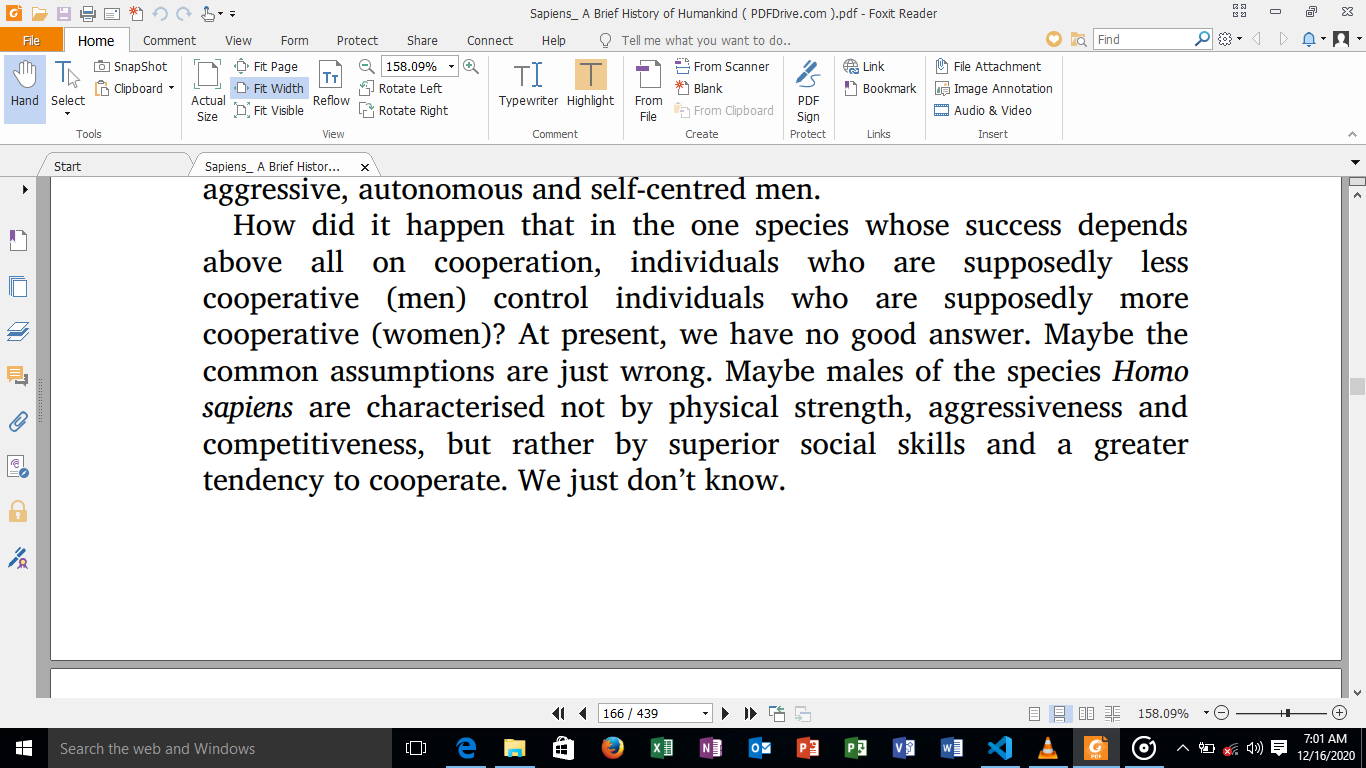 Sapiens_ A Brief History of Humankind ( PDFDrive.com ).pdf - Foxit Reader
File Home Comment View Form Protect Share Connect Help Tell me what you want to do.. Find
Hand
Select
SnapShot
Clipboard
Tools
Actual Size
Fit Page
Fit Width
Fit Visible
Reflow
158.09%
Rotate Left
Rotate Right
View
Typewriter
Highlight
Comment
From File
From Scanner
Blank
From Clipboard
Create
PDF Sign
Protect
Link
Bookmark
Links
File Attachment
Image Annotation
Audio & Video
Insert
Start
Sapiens_ A Brief Histor...
aggressive, autonomous and self-centred men.
How did it happen that in the one species whose success depends
above all on cooperation, individuals who are supposedly less
cooperative (men) control individuals who are supposedly more
cooperative (women)? At present, we have no good answer. Maybe the
common assumptions are just wrong. Maybe males of the species Homo
sapiens are characterised not by physical strength, aggressiveness and
competitiveness, but rather by superior social skills and a greater
tendency to cooperate. We just don’t know.
166 / 439
158.09%
Search the web and Windows
7:01 AM
12/16/2020